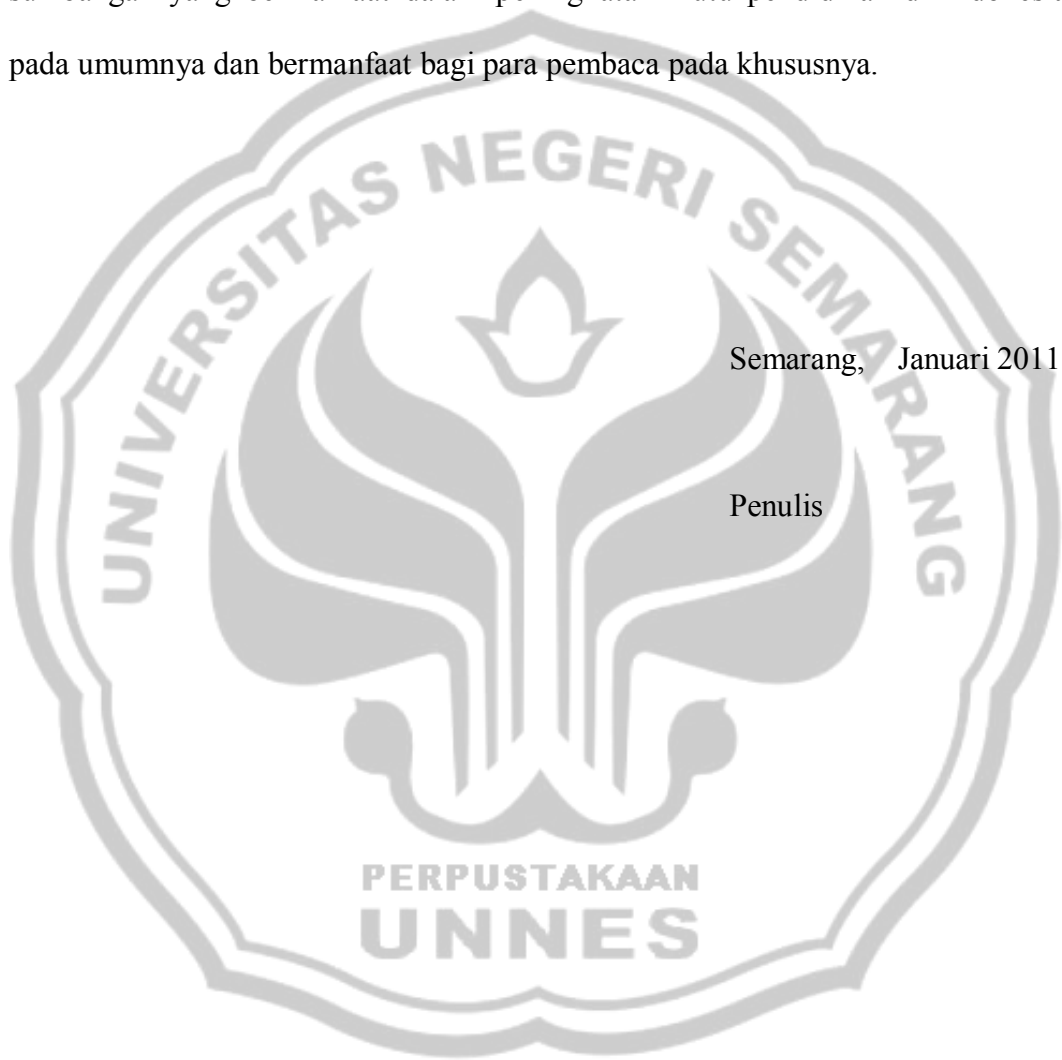 pada umumnya dan bermanfaat bagi para pembaca pada khususnya.
UNIVERSITAS NEGERI SEMARANG
Semarang, Januari 2011
Penulis
PERPUSTAKAAN
UNNES